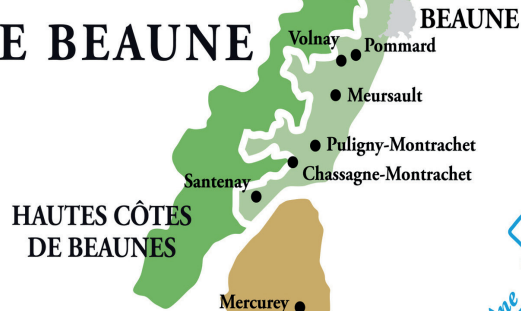 E BEAUNE
BEAUNE
Volnay
Pommard
Meursault
Puligny-Montrachet
Chassagne-Montrachet
Santenay
HAUTES CÔTES
DE BEAUNES
Mercurey